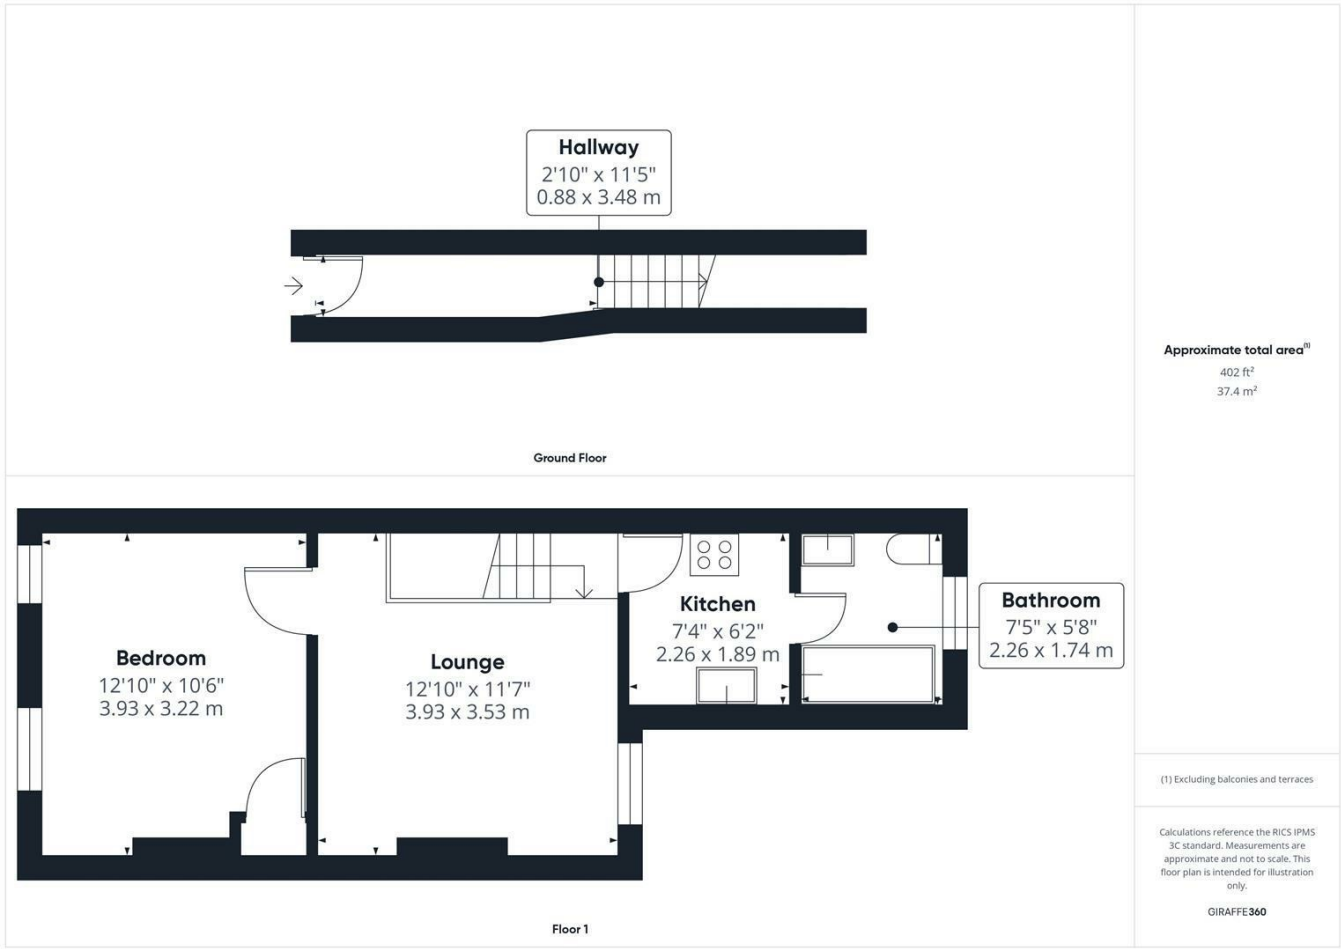 Hallway
2'10" x 11'5"
0.88 x 3.48 m
Ground Floor
Bedroom
12'10" x 10'6"
3.93 x 3.22 m
Lounge
12'10" x 11'7"
3.93 x 3.53 m
Kitchen
7'4" x 6'2"
2.26 x 1.89 m
Bathroom
7'5" x 5'8"
2.26 x 1.74 m
Floor 1
Approximate total area(1)
402 ft²
37.4 m²
(1) Excluding balconies and terraces
Calculations reference the RICS IPMS
3C standard. Measurements are
approximate and not to scale. This
floor plan is intended for illustration
only.
GIRAFFE360